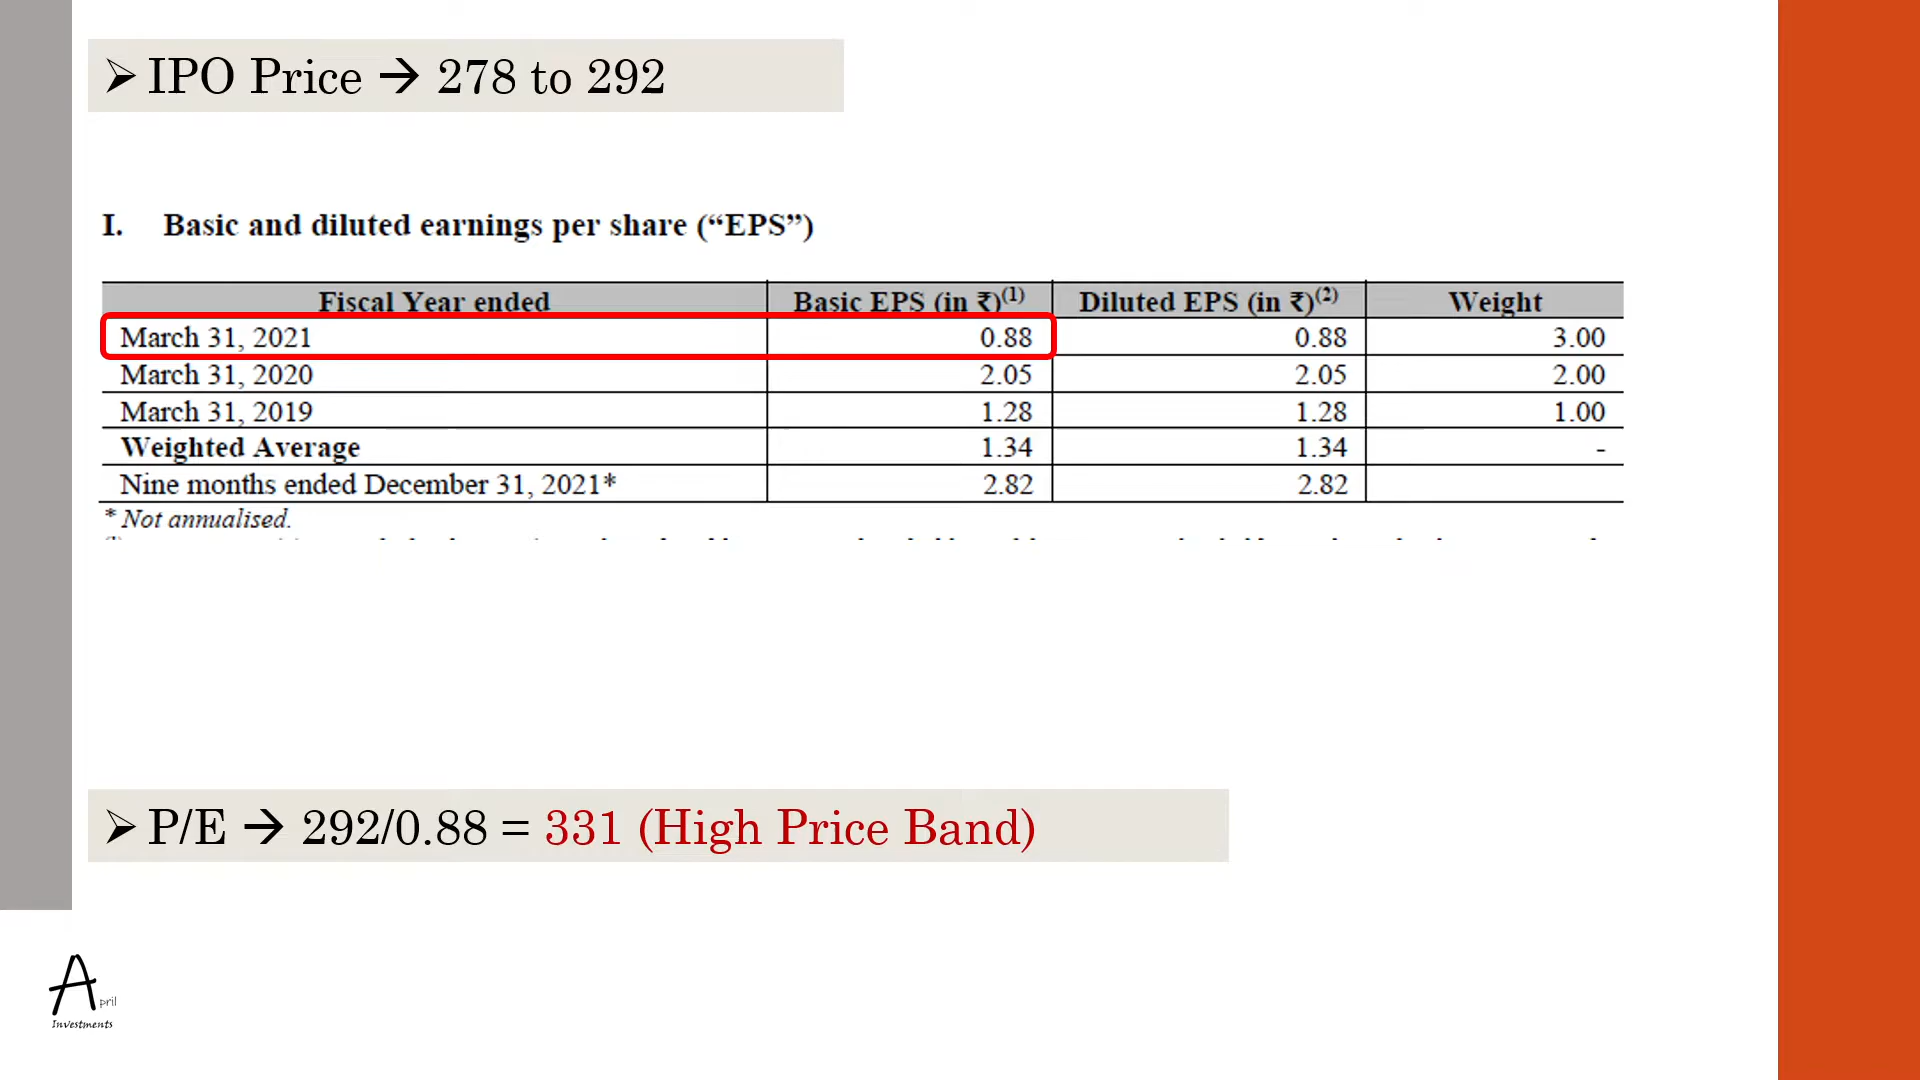 ➢ IPO Price → 278 to 292
I. Basic and diluted earnings per share (“EPS”)
Fiscal Year ended Basic EPS (in ₹)(1) Diluted EPS (in ₹)(2) Weight
March 31, 2021 0.88 0.88 3.00
March 31, 2020 2.05 2.05 2.00
March 31, 2019 1.28 1.28 1.00
Weighted Average 1.34 1.34 -
Nine months ended December 31, 2021* 2.82 2.82
* Not annualised.
➢ P/E → 292/0.88 = 331 (High Price Band)
April
Investments